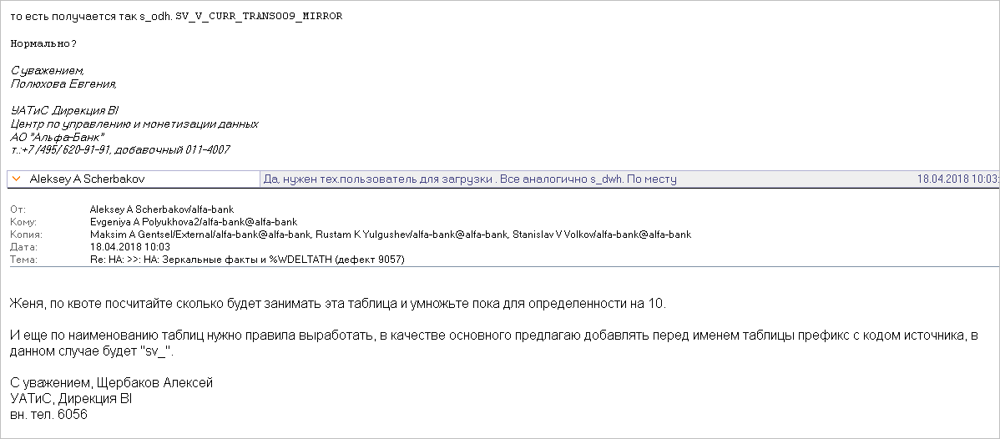 то есть получается так s_odh. SV_V_CURR_TRANS009_MIRROR
Нормально?
С уважением,
Полюхова Евгения,
УАТиС Дирекция BI
Центр по управлению и монетизации данных
АО "Альфа-Банк"
т.:+7 /495/ 620-91-91, добавочный 011-4007
Aleksey A Scherbakov Да, нужен тех.пользователь для загрузки . Все аналогично s_dwh. По месту 18.04.2018 10:03:
От: Aleksey A Scherbakov/alfa-bank
Кому: Evgeniya A Polyukhova2/alfa-bank@alfa-bank
Копия: Maksim A Gentsel/External/alfa-bank@alfa-bank, Rustam K Yulgushev/alfa-bank@alfa-bank, Stanislav V Volkov/alfa-bank@alfa-bank
Дата: 18.04.2018 10:03
Тема: Re: HA: >>: HA: Зеркальные факты и %WDELTATH (дефект 9057)
Женя, по квоте посчитайте сколько будет занимать эта таблица и умножьте пока для определенности на 10.
И еще по наименованию таблиц нужно правила выработать, в качестве основного предлагаю добавлять перед именем таблицы префикс с кодом источника, в
данном случае будет "sv_".
С уважением, Щербаков Алексей
УАТиС, Дирекция BI
вн. тел. 6056